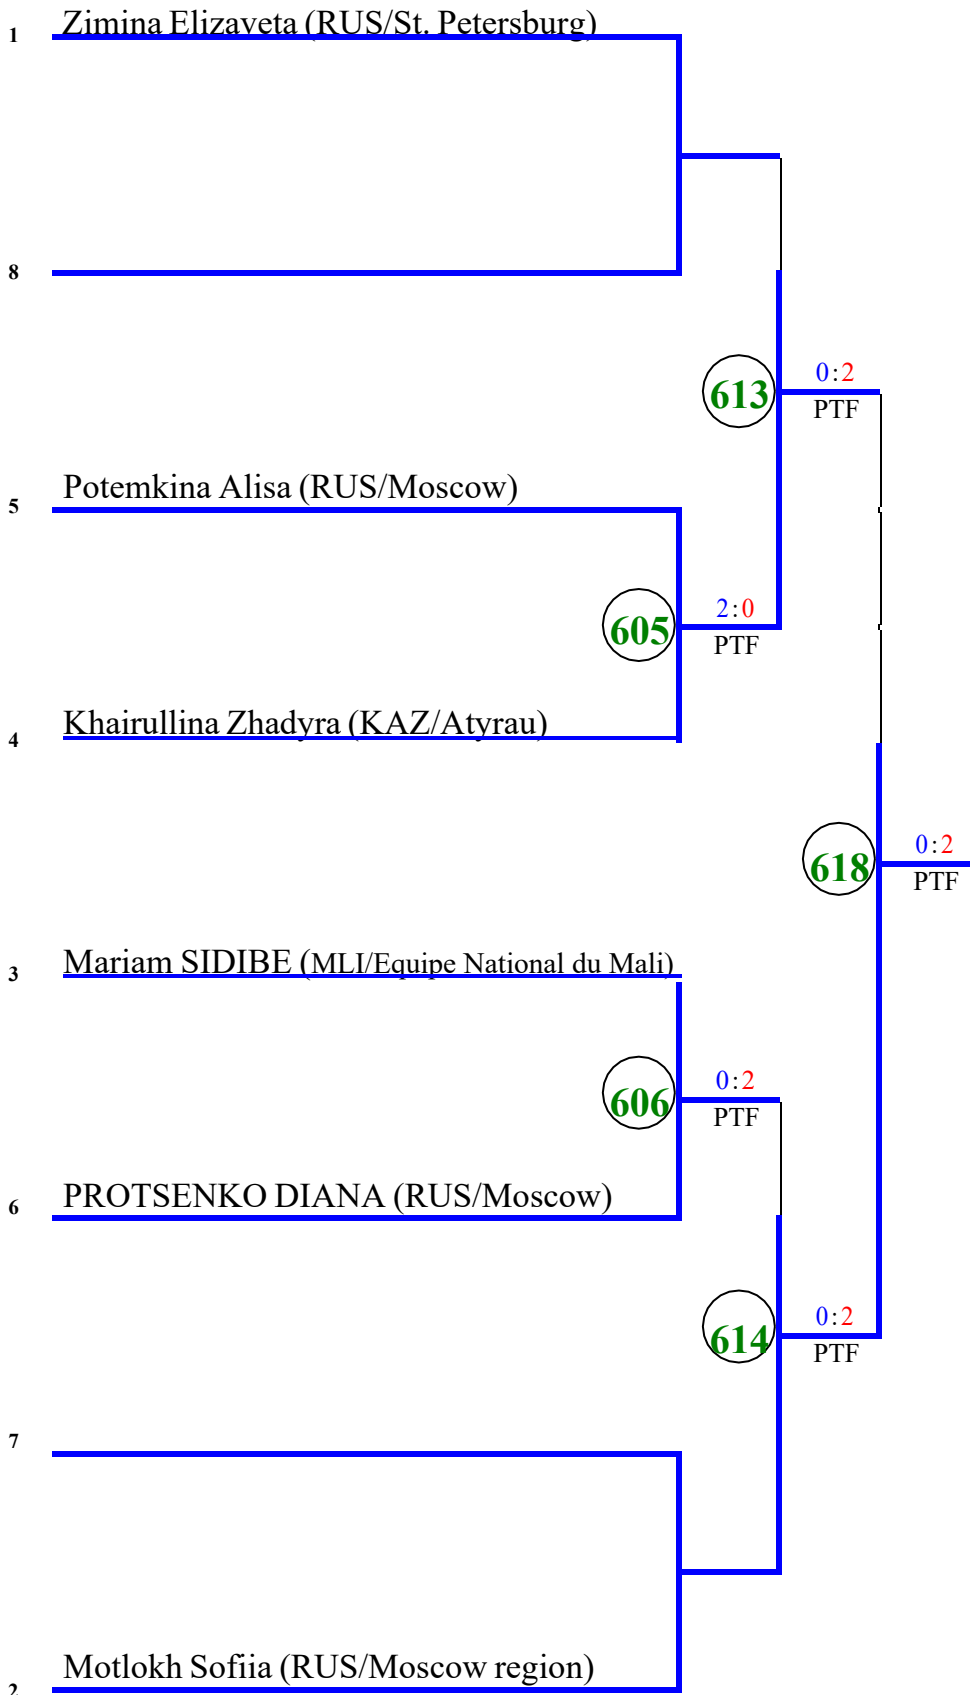 1 Zimina Elizaveta (RUS/St. Petersburg)
8
613 0:2
PTF
5 Potemkina Alisa (RUS/Moscow)
605 2:0
PTF
4 Khairullina Zhadyra (KAZ/Atyrau)
618 0:2
PTF
3 Mariam SIDIBE (MLI/Equipe National du Mali)
606 0:2
PTF
6 PROTSENKO DIANA (RUS/Moscow)
614 0:2
PTF
7
2 Motlokh Sofiia (RUS/Moscow region)